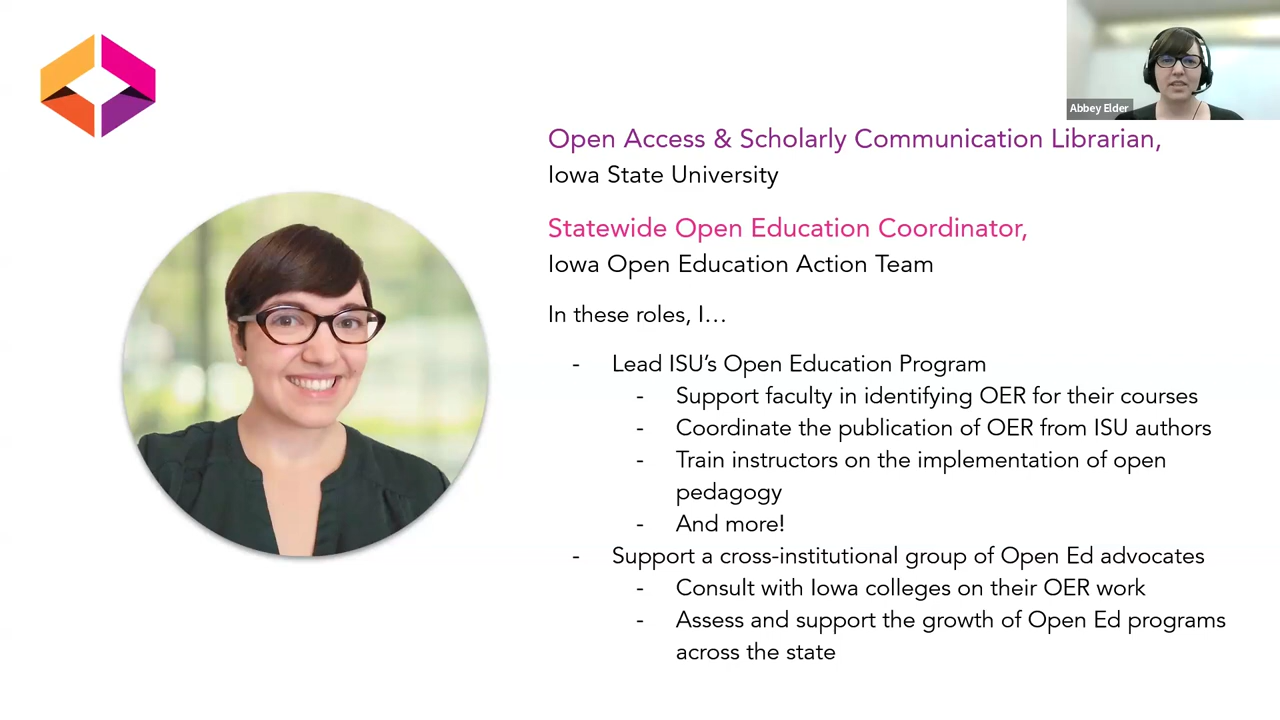 Abbey Elder
Open Access & Scholarly Communication Librarian,
Iowa State University
Statewide Open Education Coordinator,
Iowa Open Education Action Team
In these roles, I…
- Lead ISU’s Open Education Program
- Support faculty in identifying OER for their courses
- Coordinate the publication of OER from ISU authors
- Train instructors on the implementation of open
pedagogy
- And more!
- Support a cross-institutional group of Open Ed advocates
- Consult with Iowa colleges on their OER work
- Assess and support the growth of Open Ed programs
across the state